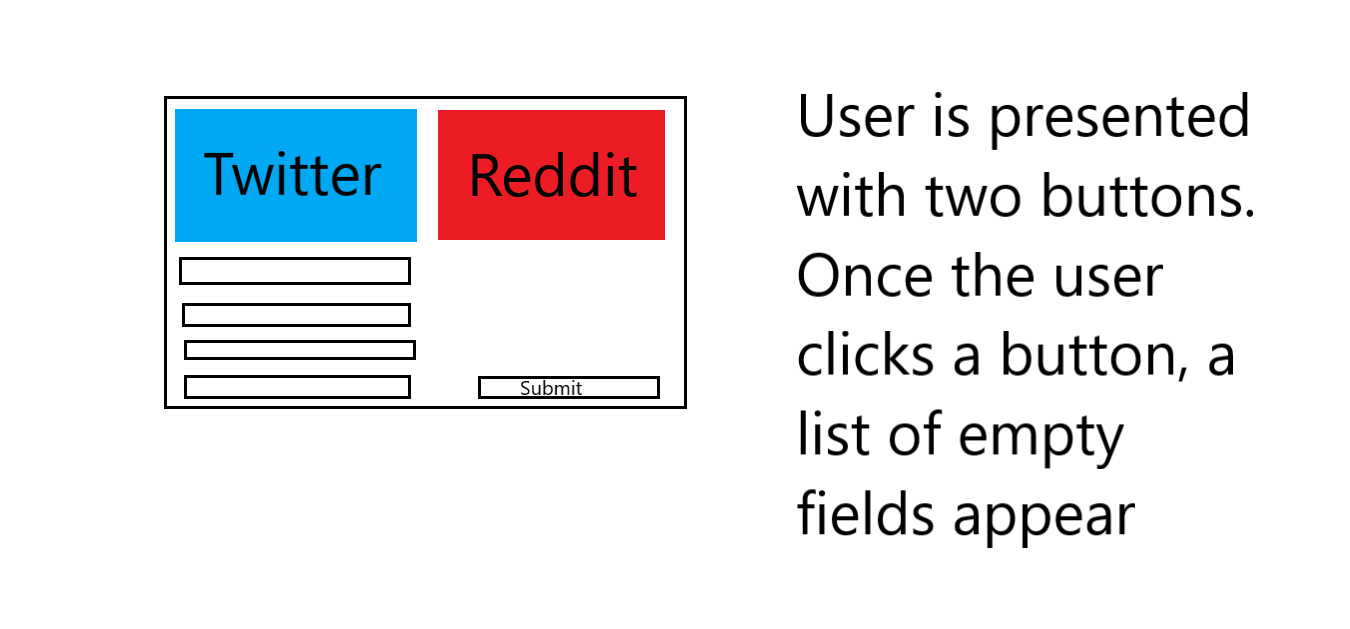 Twitter
Reddit
Submit
User is presented
with two buttons.
Once the user
clicks a button, a
list of empty
fields appear